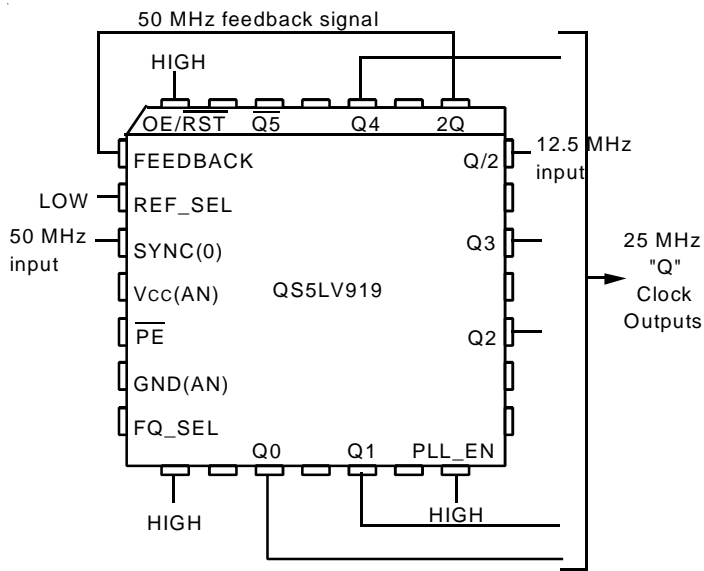 50 MHz feedback signal
HIGH
OE/RST Q5 Q4 2Q
FEEDBACK
Q/2
12.5 MHz
input
LOW
REF_SEL
50 MHz
input
SYNC(0)
Q3
25 MHz
"Q"
Clock
Outputs
VCC(AN)
QS5LV919
PE
Q2
GND(AN)
FQ_SEL
Q0 Q1 PLL_EN
HIGH
HIGH